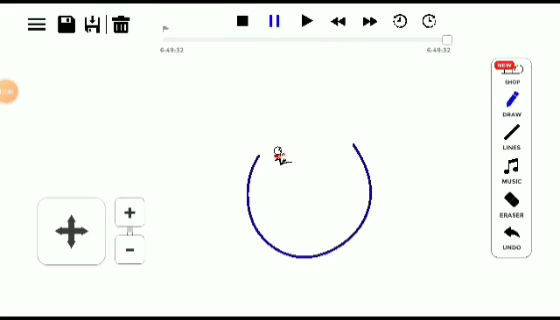 6:49:32
6:49:32
NEW
SHOP
DRAW
LINES
MUSIC
ERASER
UNDO